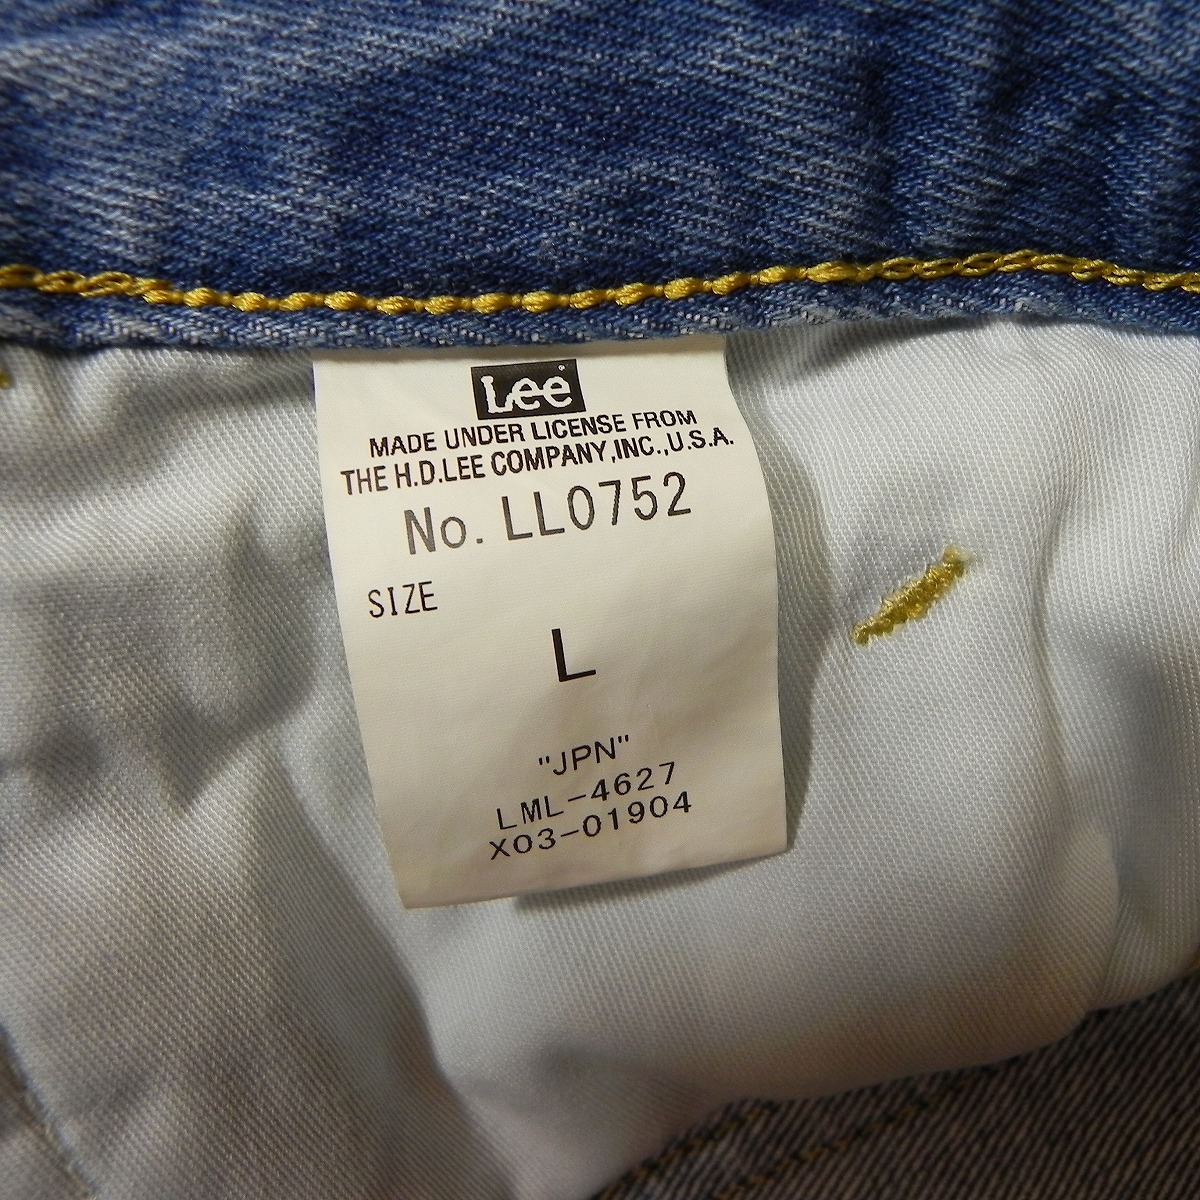 Lee
MADE UNDER LICENSE FROM
THE H.D.LEE COMPANY,INC.,U.S.A.
No. LL0752
SIZE
L
"JPN"
LML-4627
X03-01904